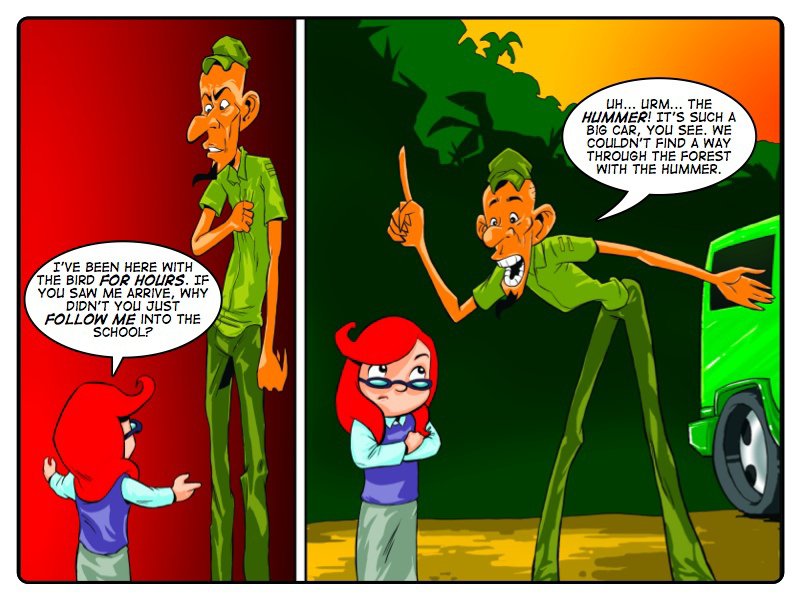 I'VE BEEN HERE WITH
THE BIRD FOR HOURS. IF
YOU SAW ME ARRIVE, WHY
DIDN'T YOU JUST
FOLLOW ME INTO THE
SCHOOL?
UH... URM... THE
HUMMER! IT'S SUCH A
BIG CAR, YOU SEE. WE
COULDN'T FIND A WAY
THROUGH THE FOREST
WITH THE HUMMER.